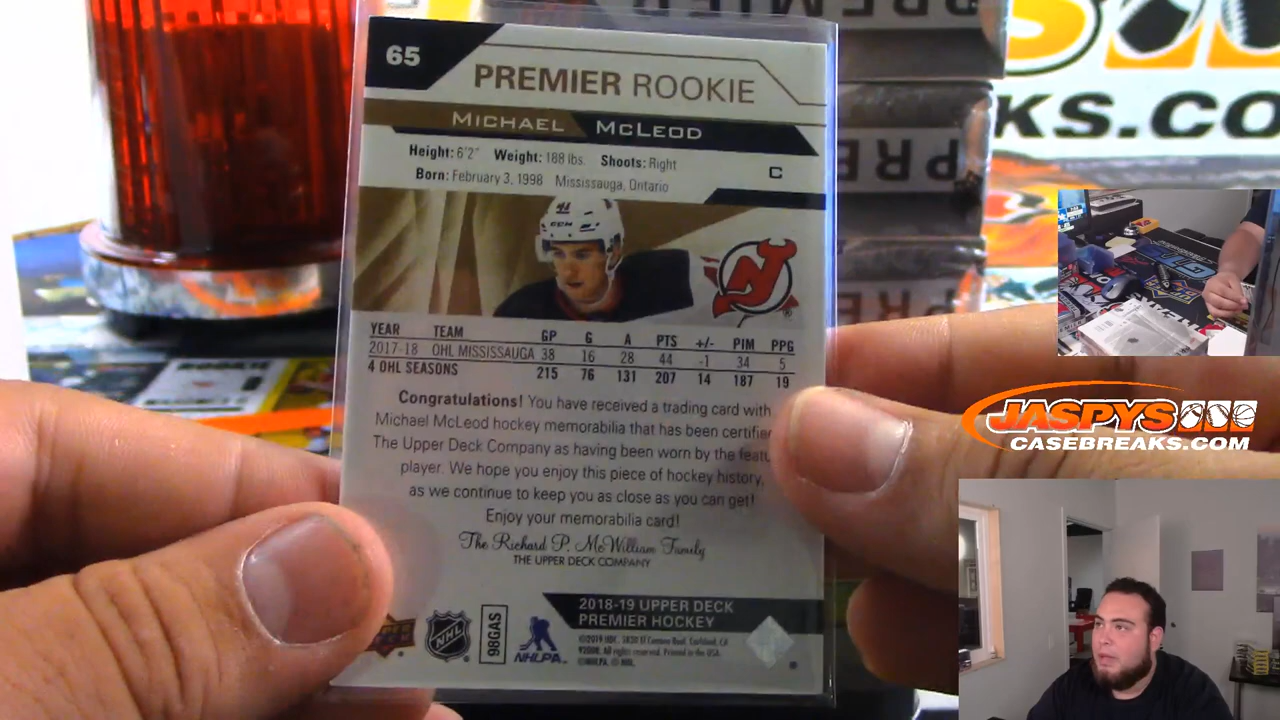 65
PREMIER ROOKIE
MICHAEL McLEOD
Height: 6'2" Weight: 188 lbs. Shoots: Right
C
Born: February 3, 1998 Mississauga, Ontario
41
CCM
YEAR TEAM GP G A PTS +/- PIM PPG
2017-18 OHL MISSISSAUGA 38 16 28 44 -1 34 5
4 OHL SEASONS 215 76 131 207 14 187 19
Congratulations! You have received a trading card with
Michael McLeod hockey memorabilia that has been certifie
The Upper Deck Company as having been worn by the featu
player. We hope you enjoy this piece of hockey history,
as we continue to keep you as close as you can get!
Enjoy your memorabilia card!
The Richard P. McWilliam Family
THE UPPER DECK COMPANY
2018-19 UPPER DECK
PREMIER HOCKEY
NHL
98GAS
NHLPA
KS.CO
JASPYS
CASEBREAKS.COM